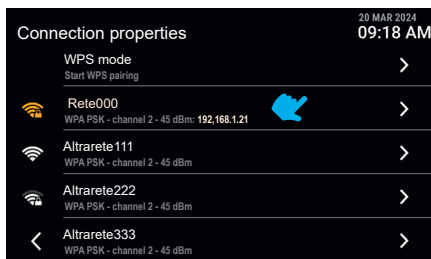 20 MAR 2024
Connection properties 09:18 AM
WPS mode
Start WPS pairing
Rete000
WPA PSK - channel 2 - 45 dBm: 192,168.1.21
Altrarete111
WPA PSK - channel 2 - 45 dBm
Altrarete222
WPA PSK - channel 2 - 45 dBm
Altrarete333
WPA PSK - channel 2 - 45 dBm